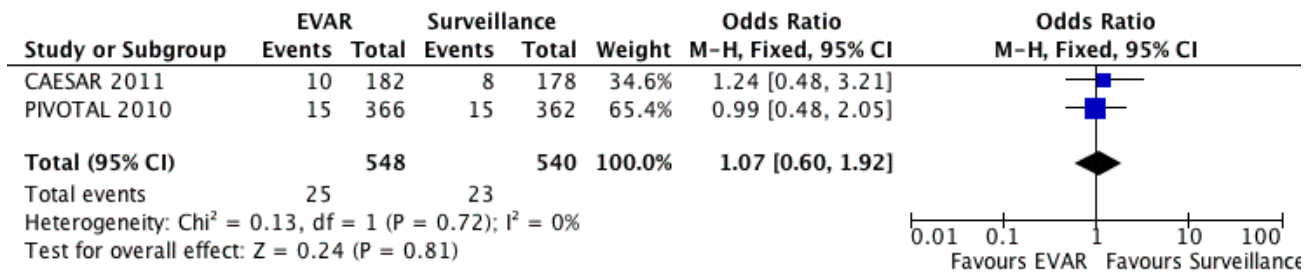 EVAR Surveillance Odds Ratio Odds Ratio
Study or Subgroup Events Total Events Total Weight M-H, Fixed, 95% CI M-H, Fixed, 95% CI
CAESAR 2011 10 182 8 178 34.6% 1.24 [0.48, 3.21]
PIVOTAL 2010 15 366 15 362 65.4% 0.99 [0.48, 2.05]
Total (95% CI) 548 540 100.0% 1.07 [0.60, 1.92]
Total events 25 23
Heterogeneity: Chi² = 0.13, df = 1 (P = 0.72); I² = 0%
Test for overall effect: Z = 0.24 (P = 0.81)
0.01 0.1 1 10 100
Favours EVAR Favours Surveillance